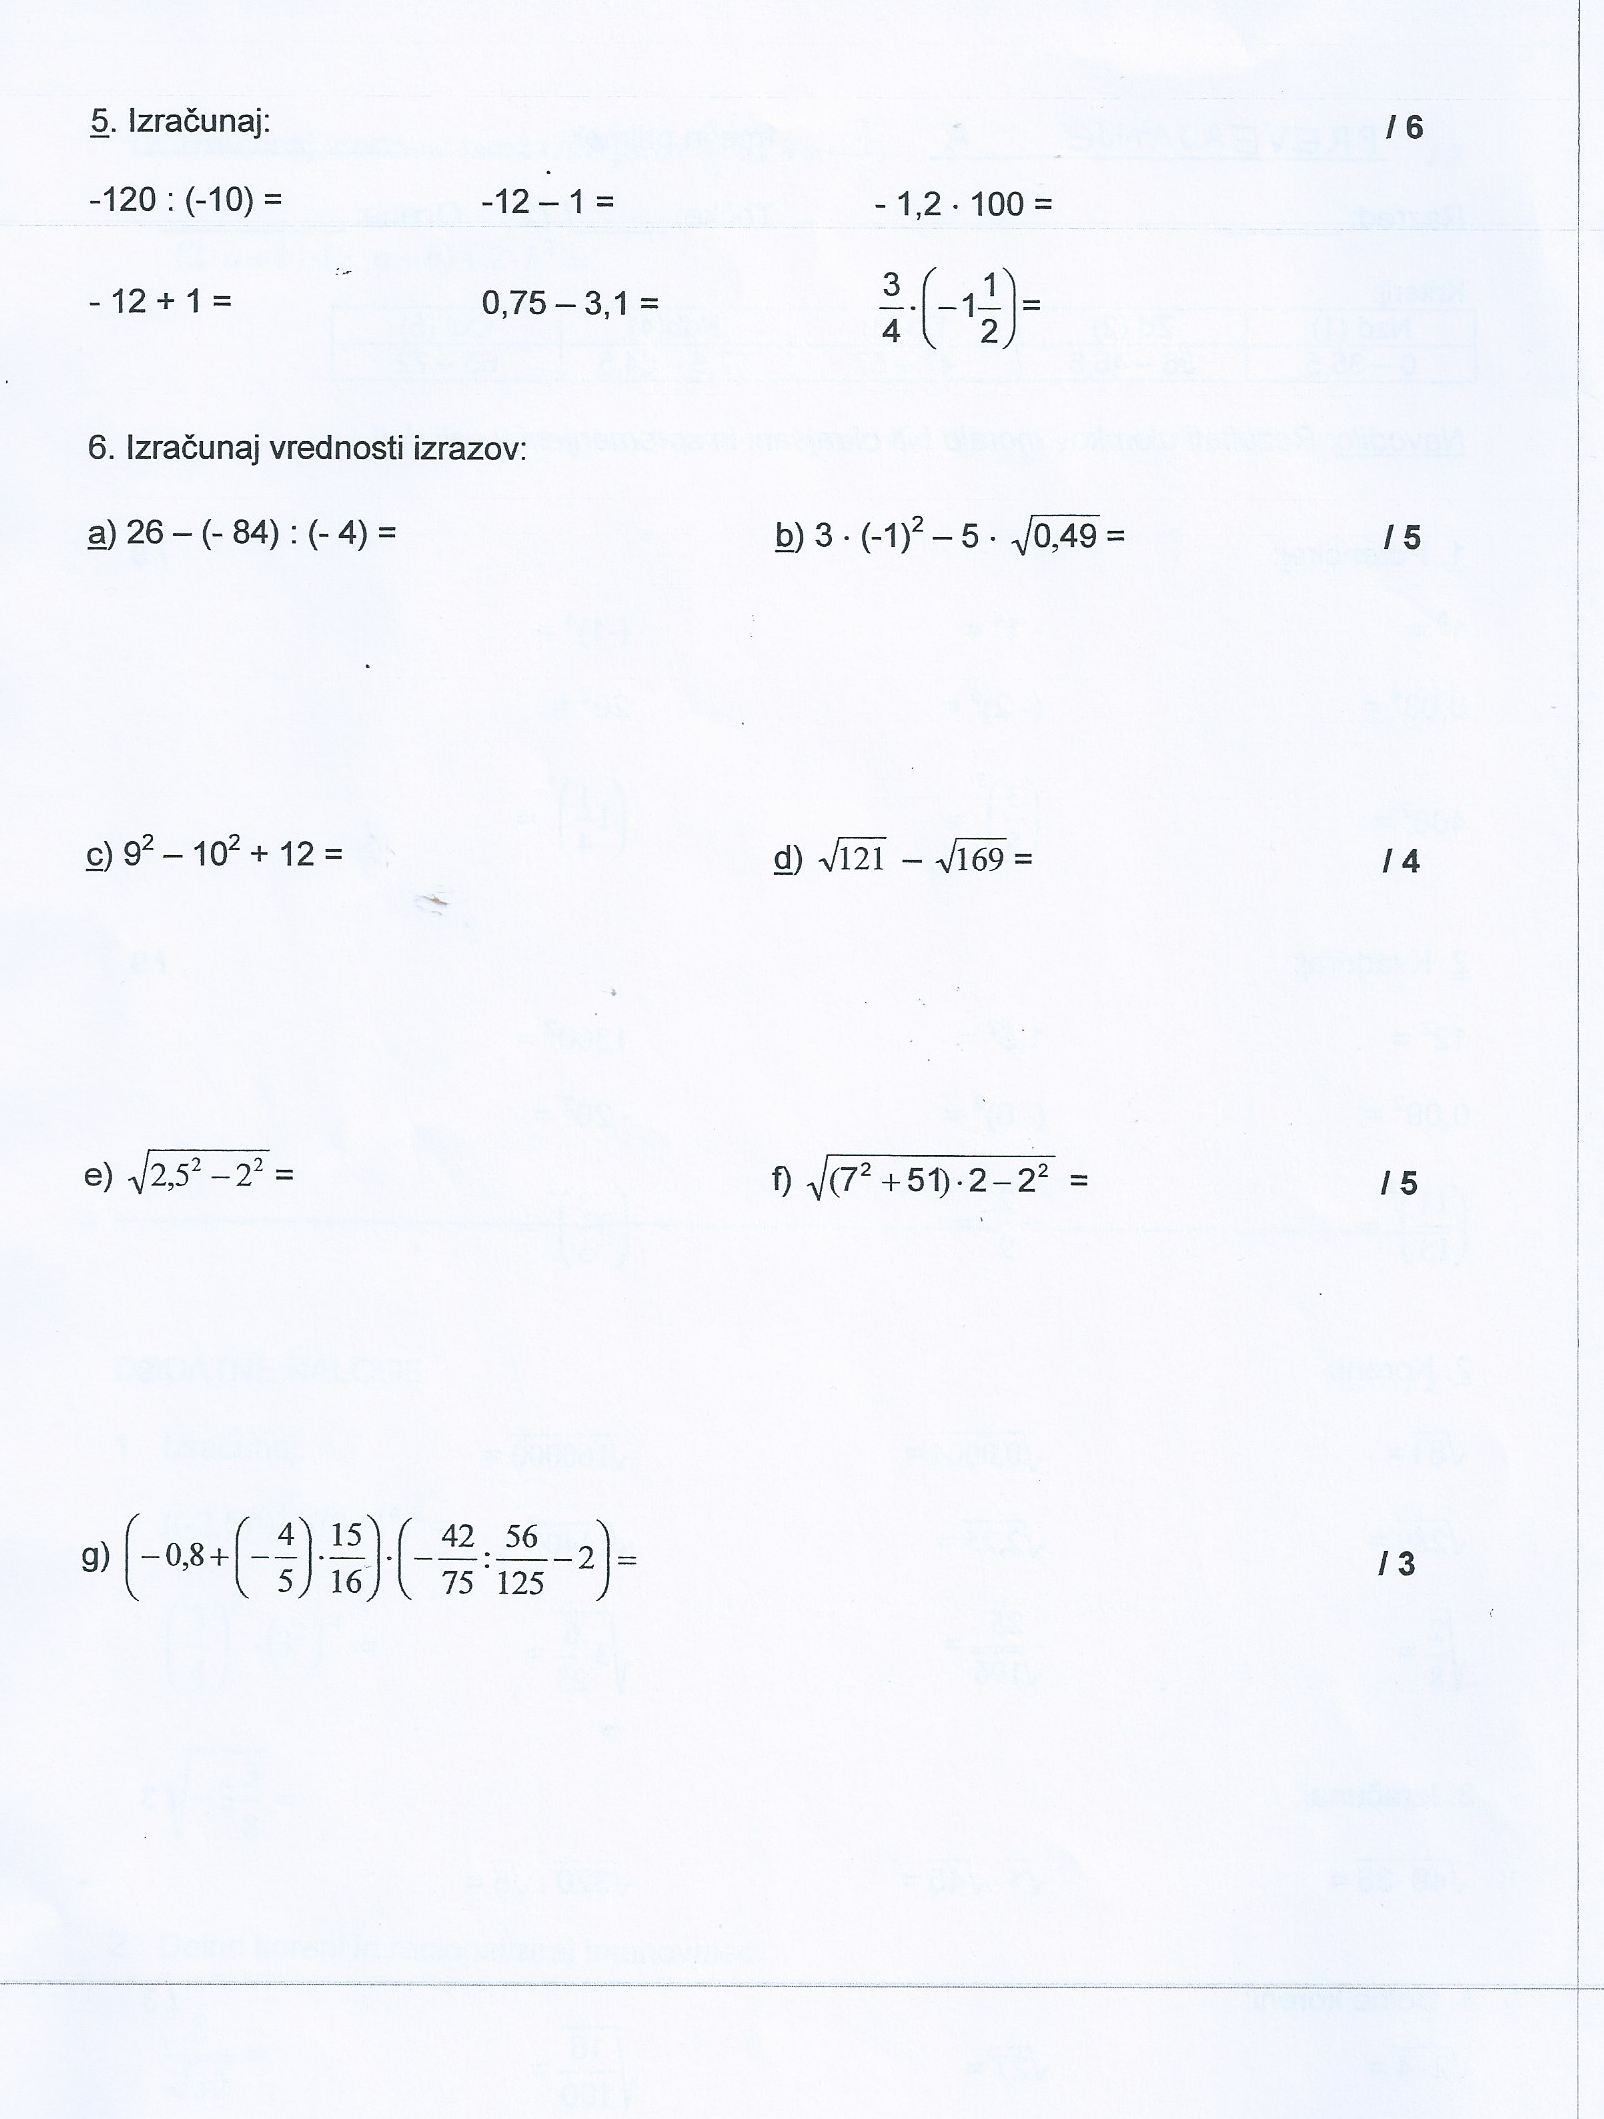 5. Izračunaj: / 6
-120 : (-10) = -12 – 1 = - 1,2 · 100 =
- 12 + 1 = 0,75 – 3,1 = 3/4 · (−1 1/2) =
6. Izračunaj vrednosti izrazov:
a) 26 – (- 84) : (- 4) = b) 3 · (-1)² – 5 · √0,49 = / 5
c) 9² – 10² + 12 = d) √121 – √169 = / 4
e) √(2,5² − 2²) = f) √((7² + 51) · 2 − 2²) = / 5
g) (−0,8 + (−4/5) · 15/16) · (−42/75 : 56/125 − 2) = / 3